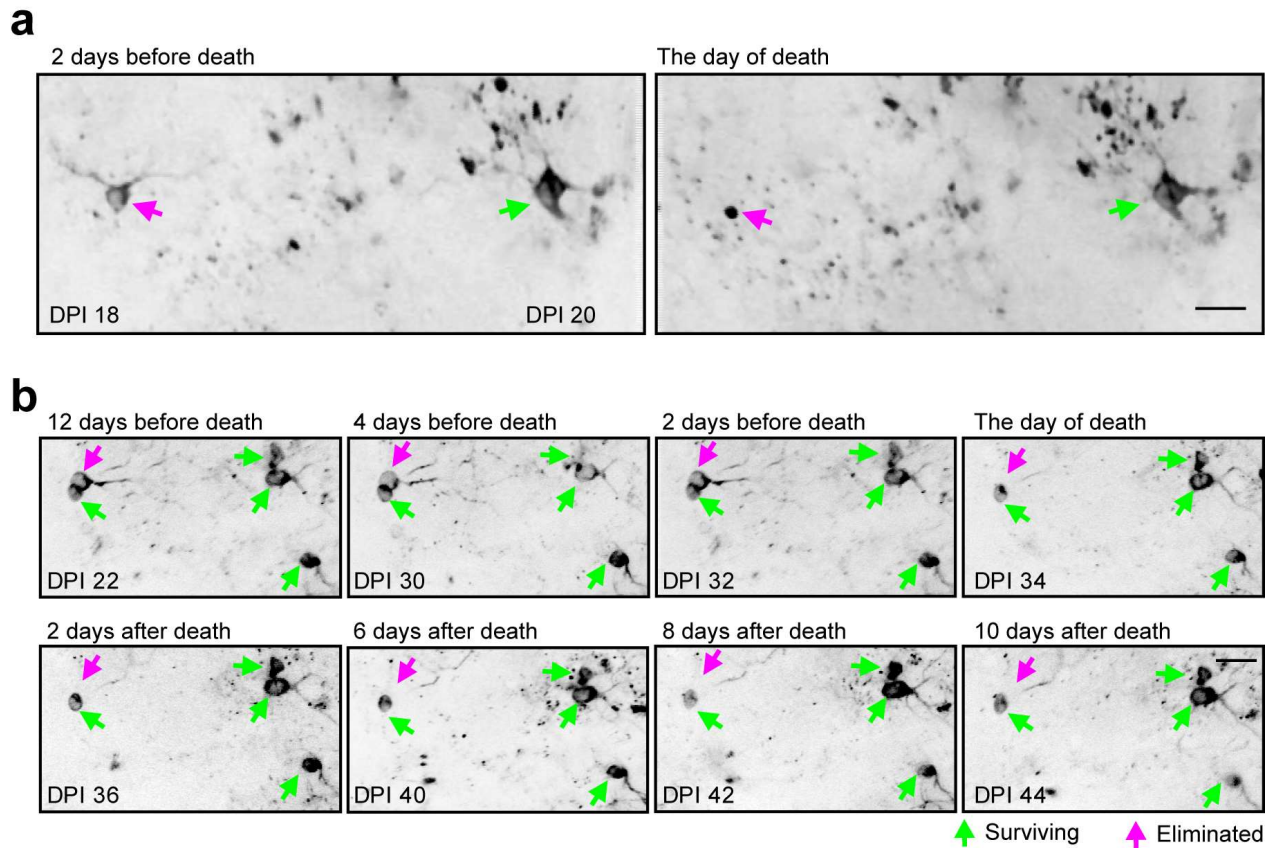 a
2 days before death
The day of death
DPI 18
DPI 20
b
12 days before death
4 days before death
2 days before death
The day of death
DPI 22
DPI 30
DPI 32
DPI 34
2 days after death
6 days after death
8 days after death
10 days after death
DPI 36
DPI 40
DPI 42
DPI 44
Surviving
Eliminated